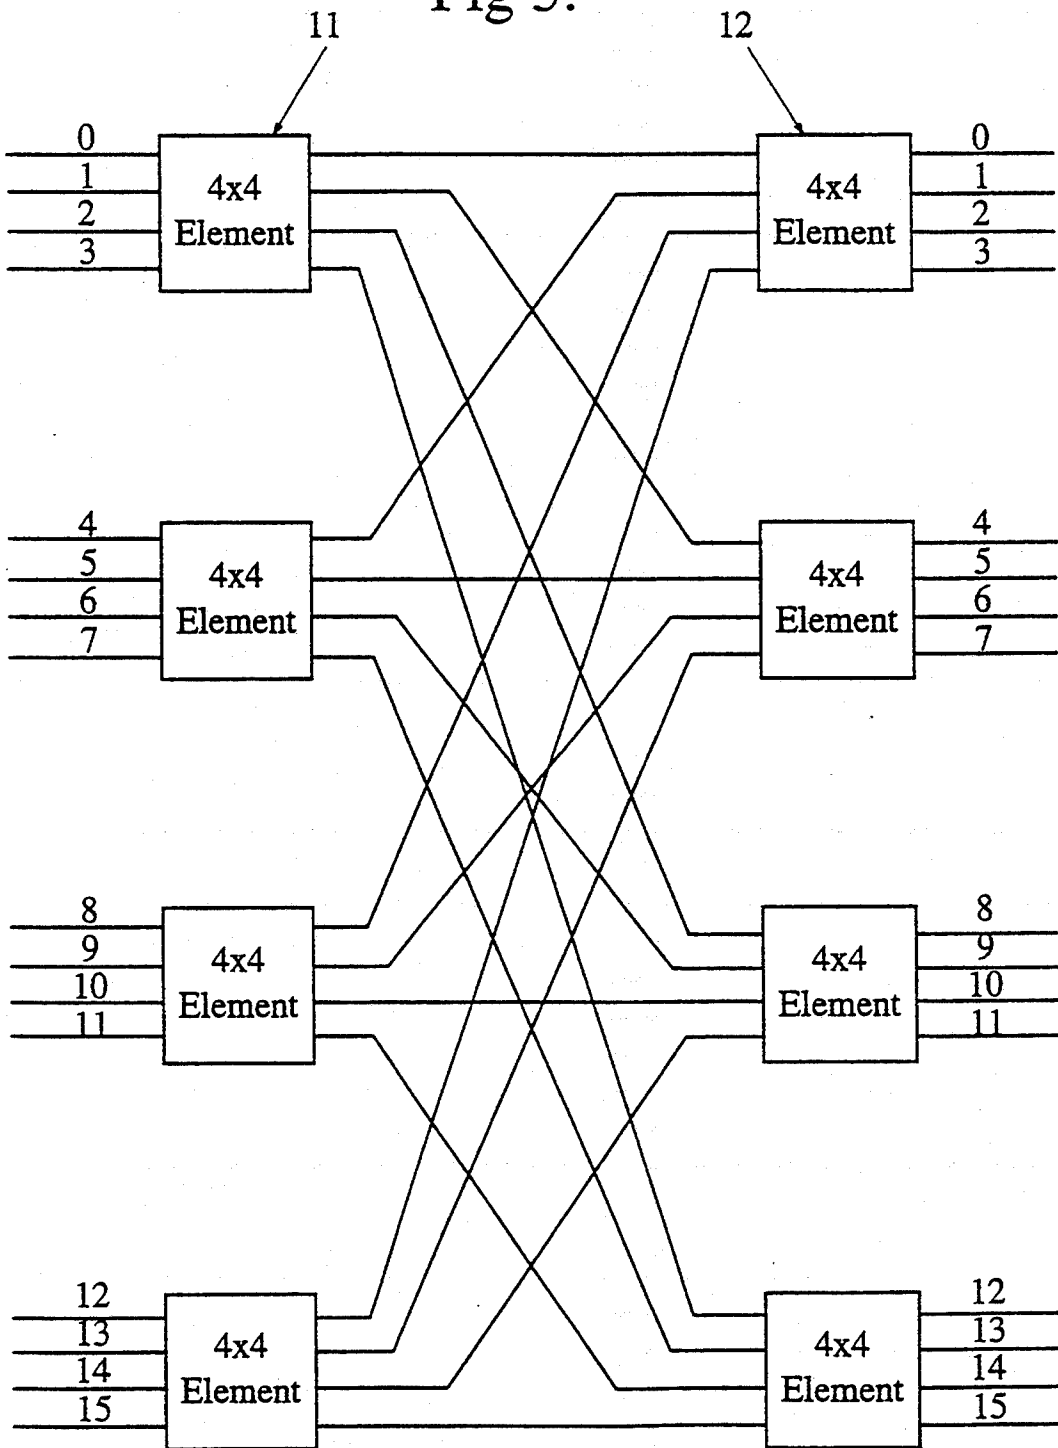 Fig 5.
11 12
0 0
1 4x4 4x4 1
2 Element Element 2
3 3
4 4
5 4x4 4x4 5
6 Element Element 6
7 7
8 8
9 4x4 4x4 9
10 Element Element 10
11 11
12 12
13 4x4 4x4 13
14 Element Element 14
15 15